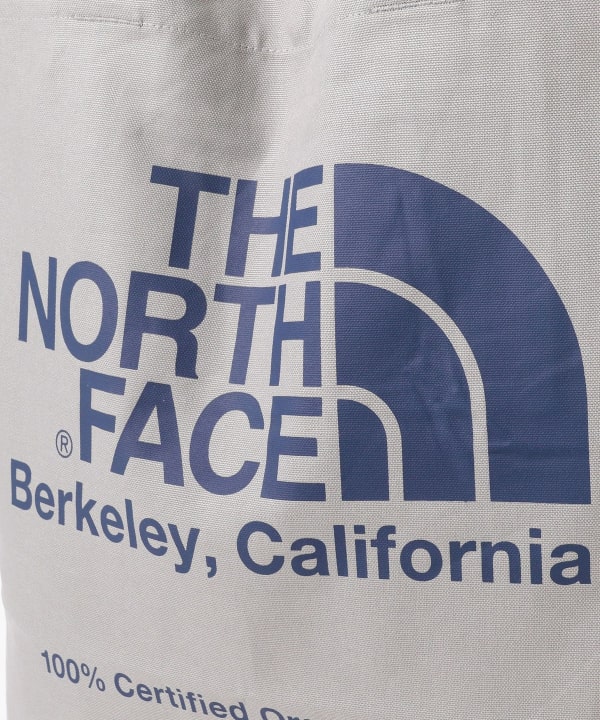 THE
NORTH
FACE
®
Berkeley, California
100% Certified